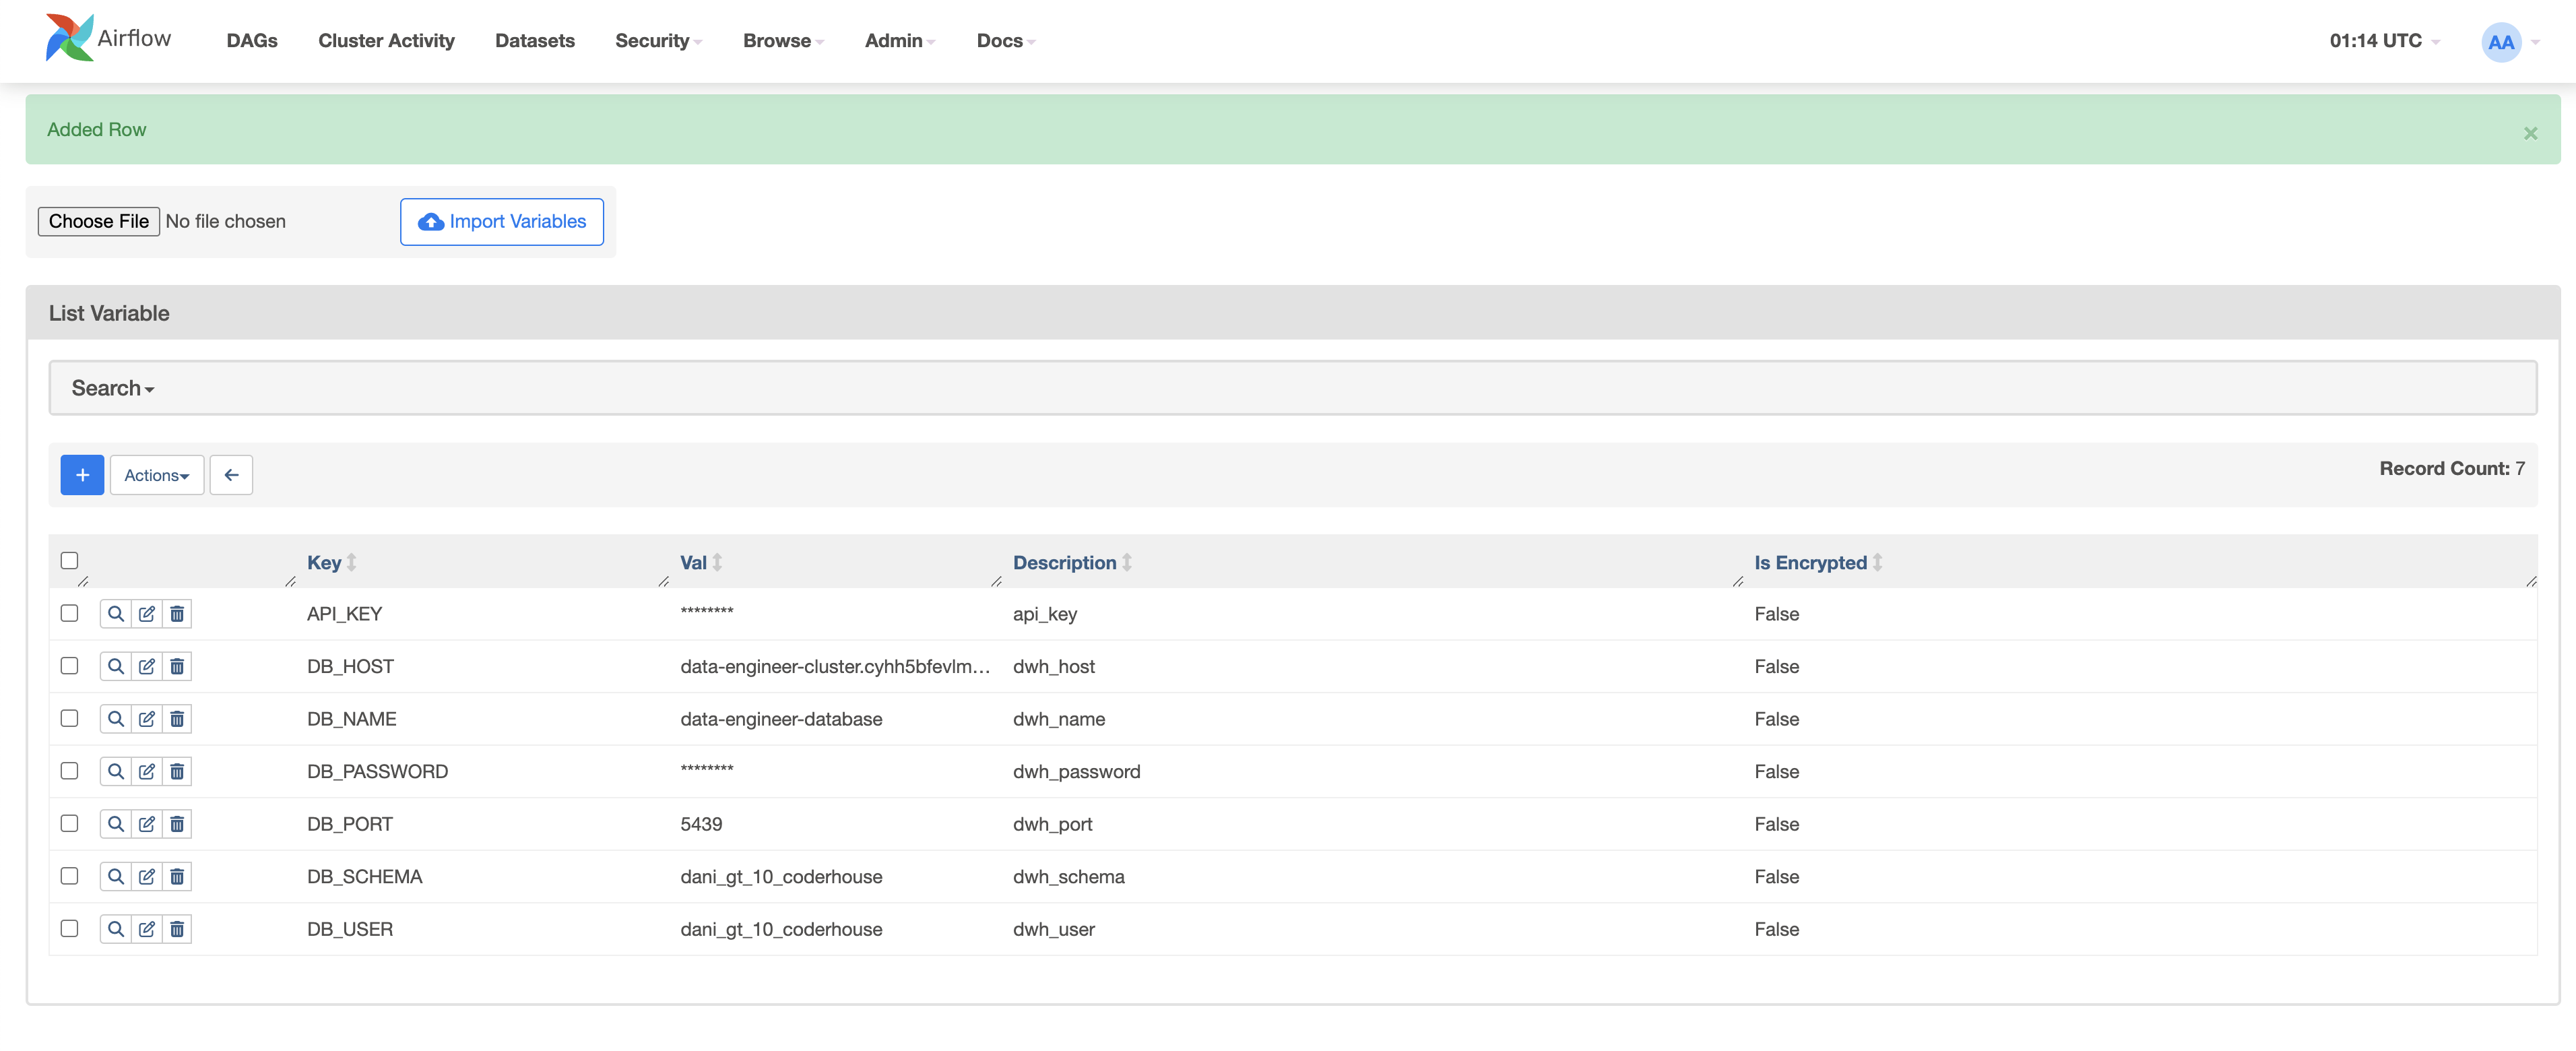 Airflow DAGs Cluster Activity Datasets Security Browse Admin Docs 01:14 UTC AA
Added Row
×
Choose File No file chosen Import Variables
List Variable
Search
+ Actions Record Count: 7
Key Val Description Is Encrypted
API_KEY ******** api_key False
DB_HOST data-engineer-cluster.cyhh5bfevlm... dwh_host False
DB_NAME data-engineer-database dwh_name False
DB_PASSWORD ******** dwh_password False
DB_PORT 5439 dwh_port False
DB_SCHEMA dani_gt_10_coderhouse dwh_schema False
DB_USER dani_gt_10_coderhouse dwh_user False